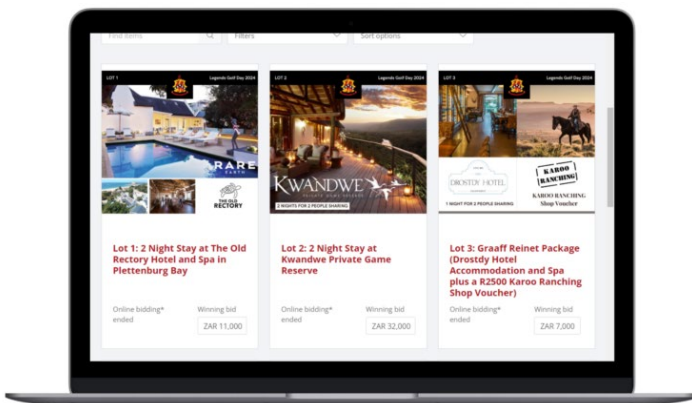 Find items
Filters
Sort options
LOT 1
Legends Golf Day 2024
RARE
EARTH
THE OLD
RECTORY
Lot 1: 2 Night Stay at The Old
Rectory Hotel and Spa in
Plettenburg Bay
Online bidding*
ended
Winning bid
ZAR 11,000
LOT 2
Legends Golf Day 2024
KWANDWE
PRIVATE GAME RESERVE
2 NIGHTS FOR 2 PEOPLE SHARING
Lot 2: 2 Night Stay at
Kwandwe Private Game
Reserve
Online bidding*
ended
Winning bid
ZAR 32,000
LOT 3
Legends Golf Day 2024
DROSTDY HOTEL
1 NIGHT FOR 2 PEOPLE SHARING
KAROO
RANCHING
KAROO RANCHING
Shop Voucher
Lot 3: Graaff Reinet Package
(Drostdy Hotel
Accommodation and Spa
plus a R2500 Karoo Ranching
Shop Voucher)
Online bidding*
ended
Winning bid
ZAR 7,000